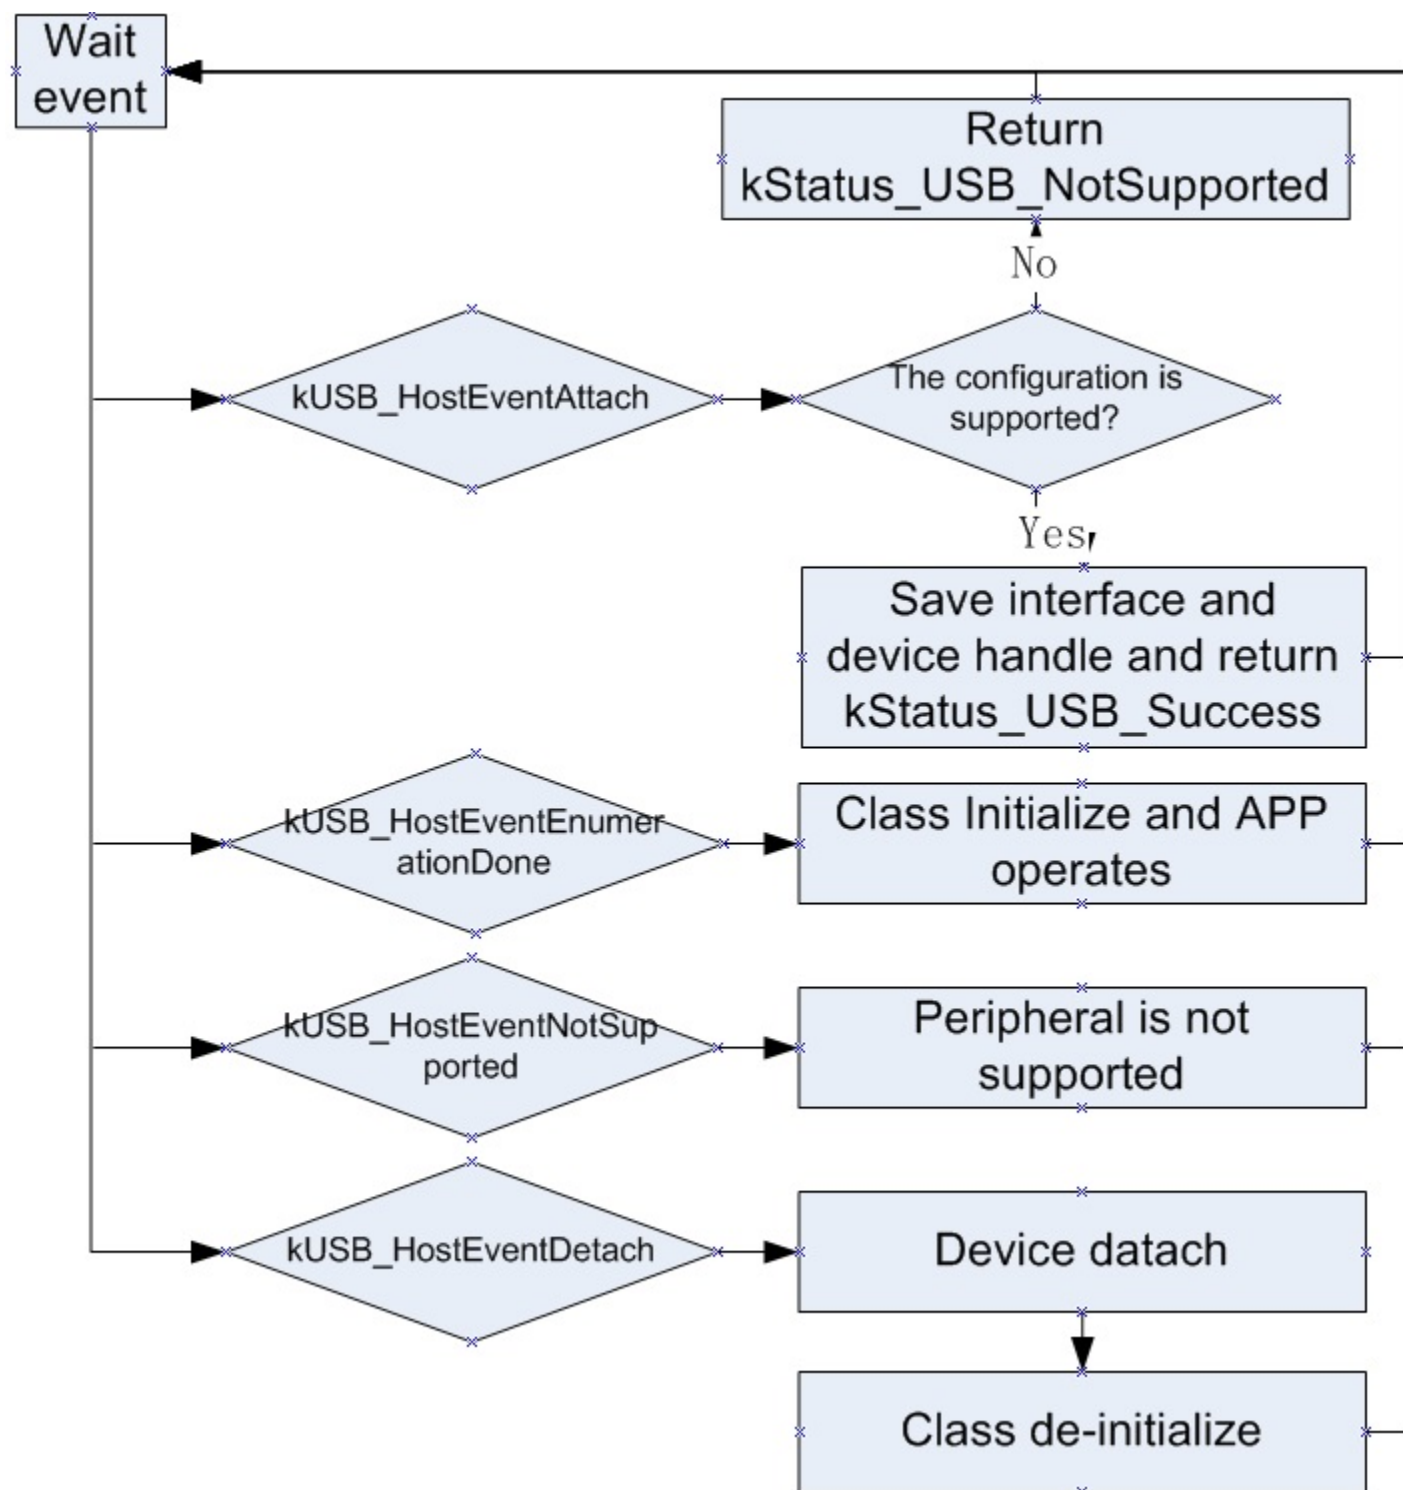 Wait
event
Return
kStatus_USB_NotSupported
No
kUSB_HostEventAttach
The configuration is
supported?
Yes
Save interface and
device handle and return
kStatus_USB_Success
kUSB_HostEventEnumer
ationDone
Class Initialize and APP
operates
kUSB_HostEventNotSup
ported
Peripheral is not
supported
kUSB_HostEventDetach
Device datach
Class de-initialize